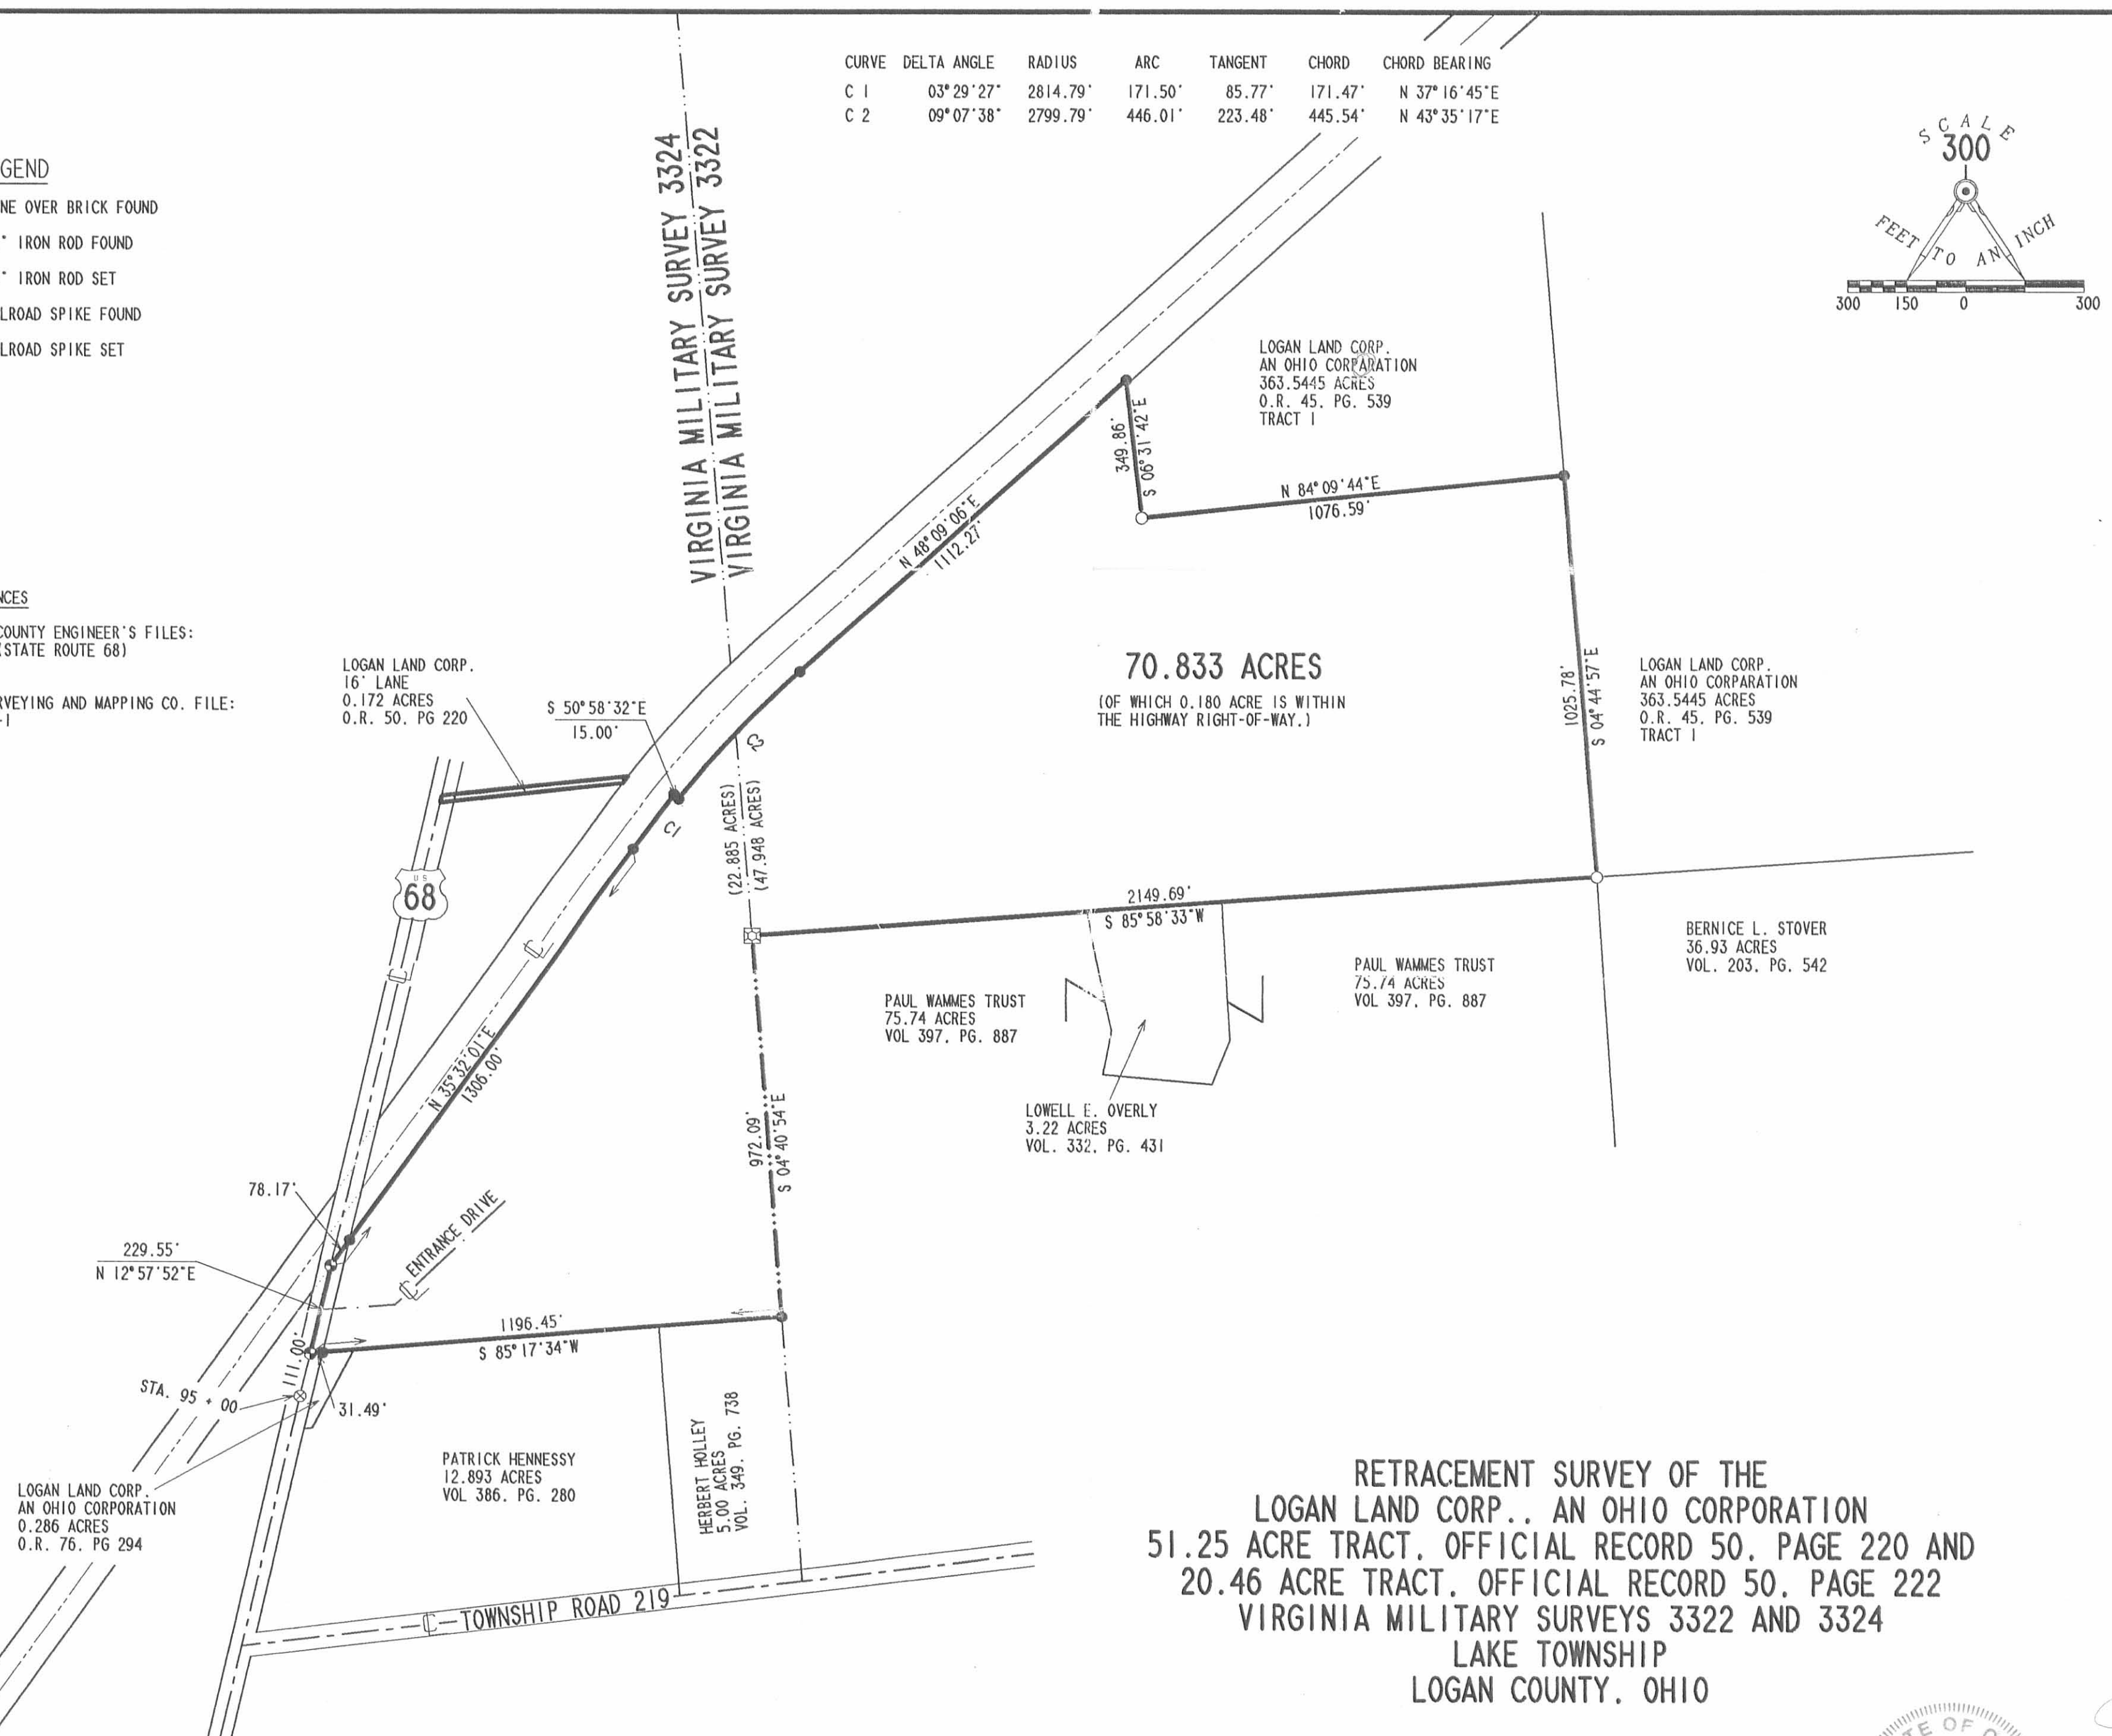 CURVE DELTA ANGLE RADIUS ARC TANGENT CHORD CHORD BEARING
C 1 03°29'27" 2814.79' 171.50' 85.77' 171.47' N 37°16'45"E
C 2 09°07'38" 2799.79' 446.01' 223.48' 445.54' N 43°35'17"E
SCALE
300
FEET TO AN INCH
300 150 0 300
GEND
NE OVER BRICK FOUND
" IRON ROD FOUND
" IRON ROD SET
LROAD SPIKE FOUND
LROAD SPIKE SET
VIRGINIA MILITARY SURVEY 3324
VIRGINIA MILITARY SURVEY 3322
LOGAN LAND CORP.
AN OHIO CORPARATION
363.5445 ACRES
O.R. 45, PG. 539
TRACT 1
349.86'
S 06°31'42"E
N 84°09'44"E
1076.59'
N 48°09'06"E
1112.27'
NCES
COUNTY ENGINEER'S FILES:
(STATE ROUTE 68)
RVEYING AND MAPPING CO. FILE:
-1
LOGAN LAND CORP.
16' LANE
0.172 ACRES
O.R. 50, PG 220
S 50°58'32"E
15.00'
70.833 ACRES
(OF WHICH 0.180 ACRE IS WITHIN
THE HIGHWAY RIGHT-OF-WAY.)
1025.78'
S 04°44'57"E
LOGAN LAND CORP.
AN OHIO CORPARATION
363.5445 ACRES
O.R. 45, PG. 539
TRACT 1
C2
C1
(22.885 ACRES)
(47.948 ACRES)
US
68
2149.69'
S 85°58'33"W
BERNICE L. STOVER
36.93 ACRES
VOL. 203, PG. 542
PAUL WAMMES TRUST
75.74 ACRES
VOL 397, PG. 887
PAUL WAMMES TRUST
75.74 ACRES
VOL 397, PG. 887
N 35°32'01"E
1306.00'
972.09'
S 04°40'54"E
LOWELL E. OVERLY
3.22 ACRES
VOL. 332, PG. 431
78.17'
229.55'
N 12°57'52"E
ENTRANCE DRIVE
1196.45'
S 85°17'34"W
111.00'
STA. 95 + 00
31.49'
PATRICK HENNESSY
12.893 ACRES
VOL 386, PG. 280
HERBERT HOLLEY
5.00 ACRES
VOL. 349, PG. 738
LOGAN LAND CORP.
AN OHIO CORPORATION
0.286 ACRES
O.R. 76, PG 294
TOWNSHIP ROAD 219
RETRACEMENT SURVEY OF THE
LOGAN LAND CORP., AN OHIO CORPORATION
51.25 ACRE TRACT, OFFICIAL RECORD 50, PAGE 220 AND
20.46 ACRE TRACT, OFFICIAL RECORD 50, PAGE 222
VIRGINIA MILITARY SURVEYS 3322 AND 3324
LAKE TOWNSHIP
LOGAN COUNTY, OHIO
TE OF O